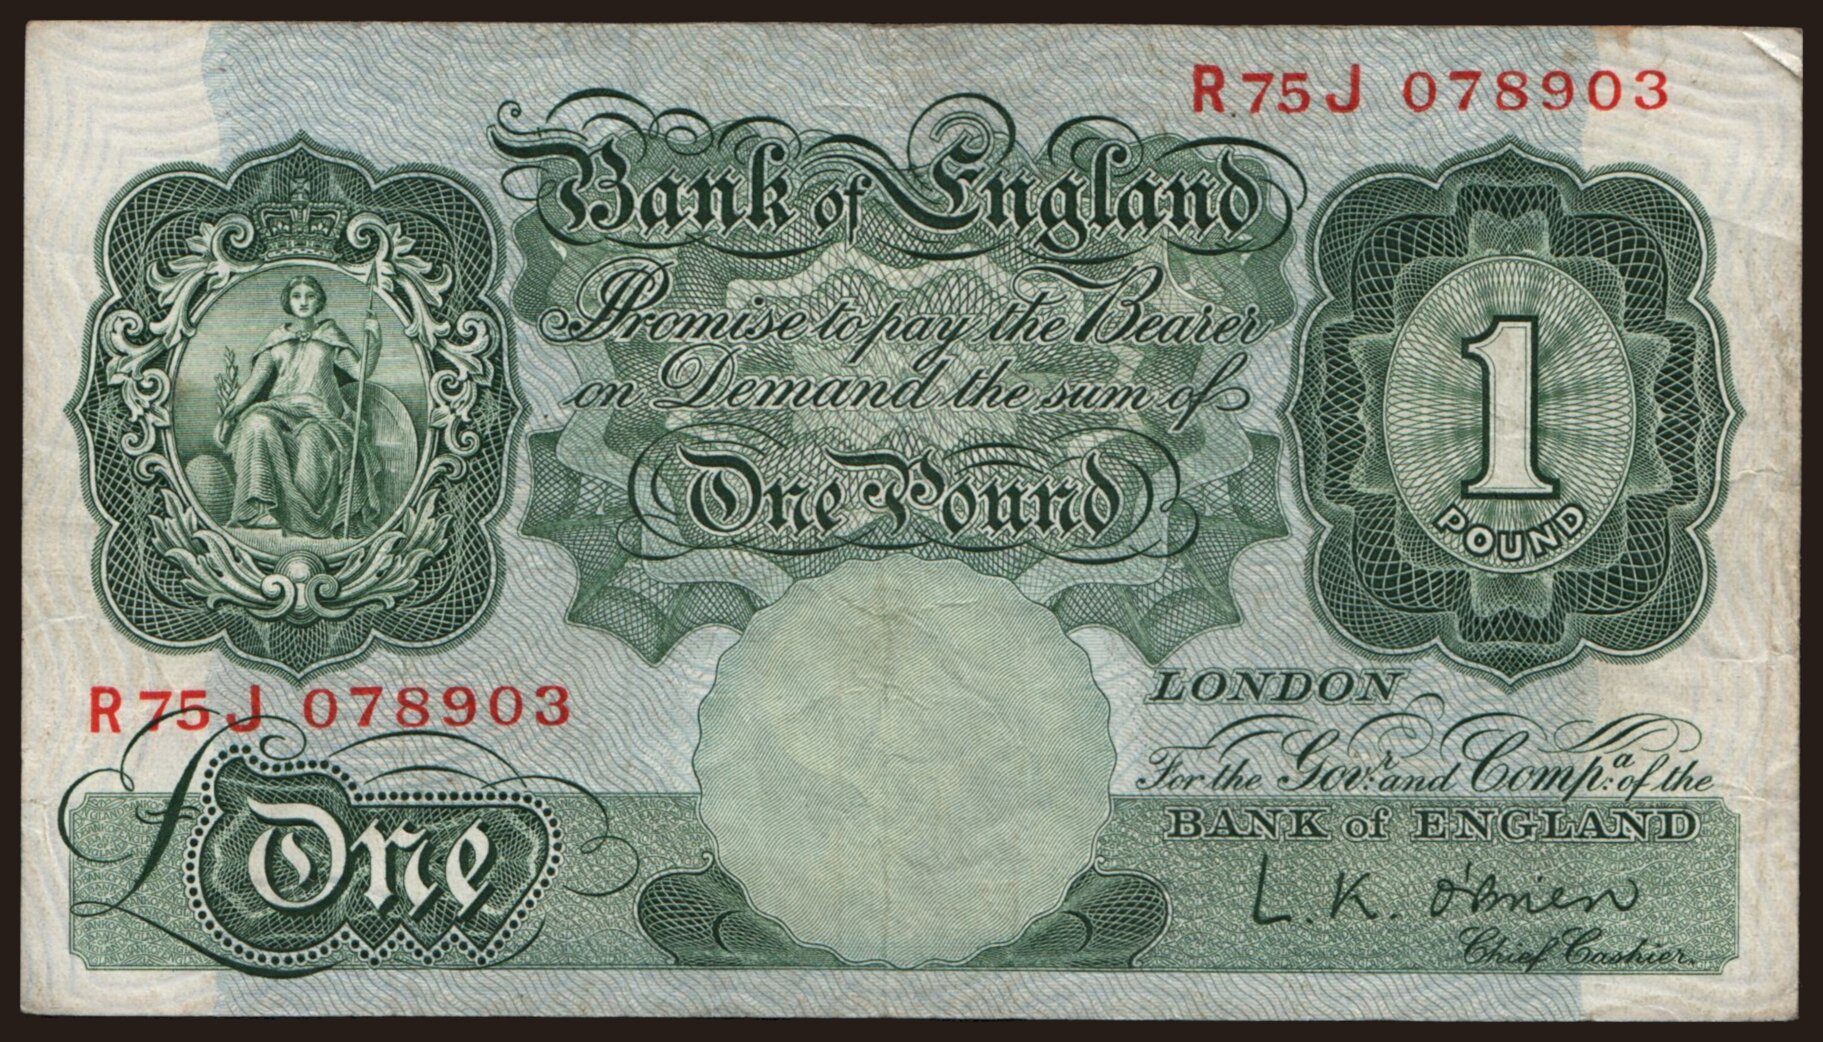 R75J 078903
Bank of England
Promise to pay the Bearer
on Demand the sum of
One Pound
1
POUND
R75J 078903
LONDON
For the Govr. and Compa. of the
BANK of ENGLAND
£One
L. K. O'Brien
Chief Cashier.